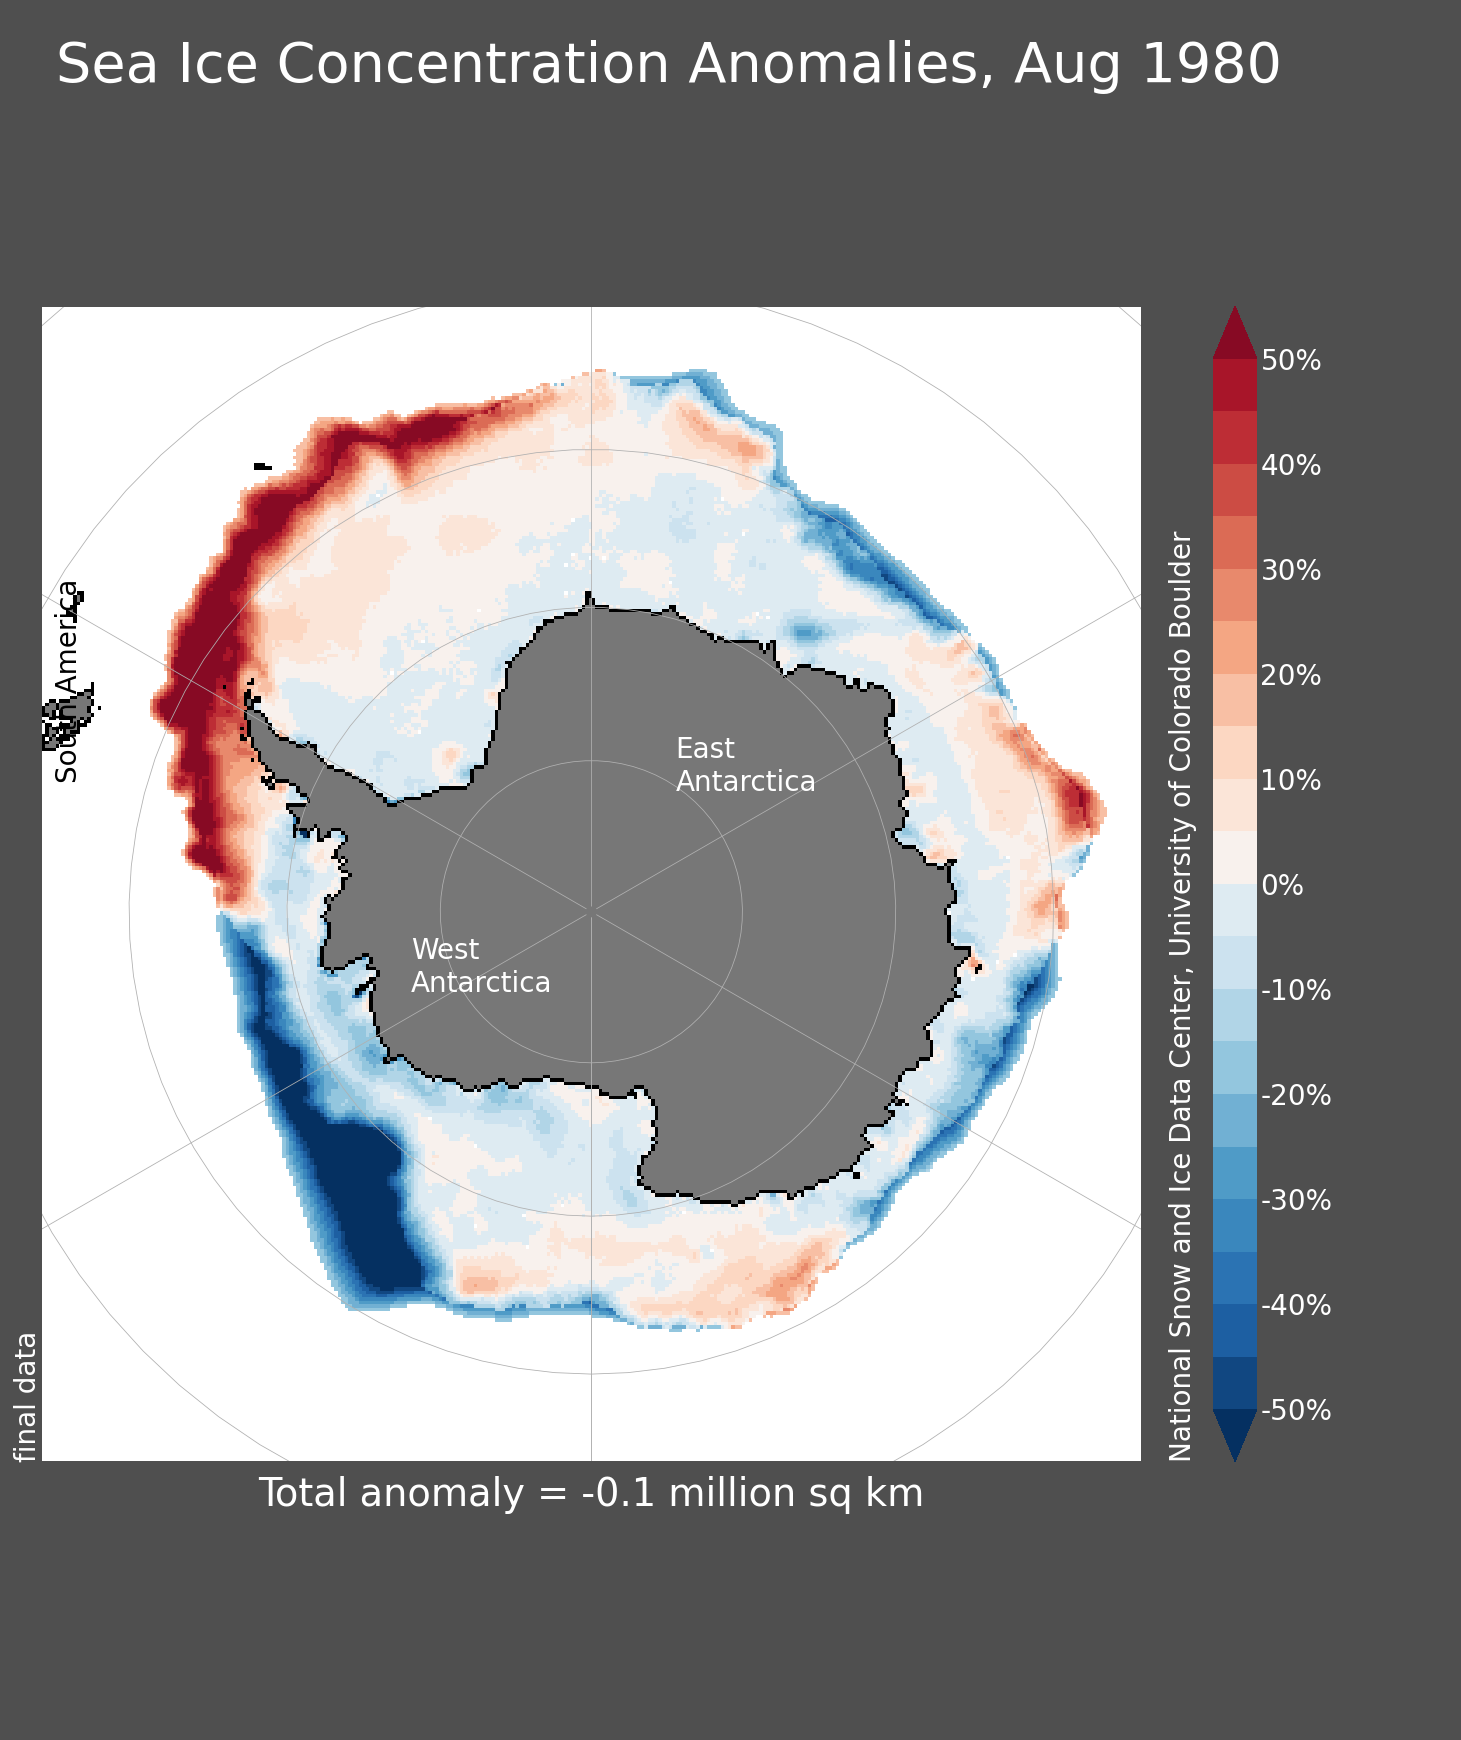 Sea Ice Concentration Anomalies, Aug 1980
South America
East
Antarctica
West
Antarctica
final data
National Snow and Ice Data Center, University of Colorado Boulder
50%
40%
30%
20%
10%
0%
-10%
-20%
-30%
-40%
-50%
Total anomaly = -0.1 million sq km